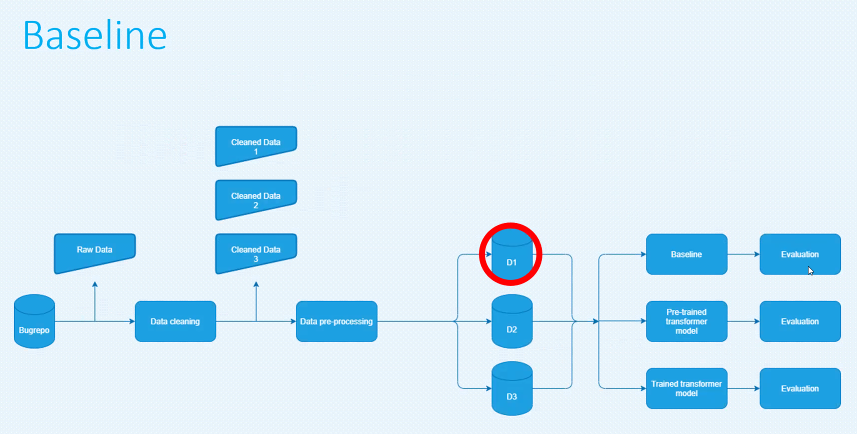 Baseline
Cleaned Data
1
Cleaned Data
2
Raw Data
Cleaned Data
3
D1
Baseline
Evaluation
Bugrepo
Data cleaning
Data pre-processing
D2
Pre-trained
transformer
model
Evaluation
D3
Trained transformer
model
Evaluation